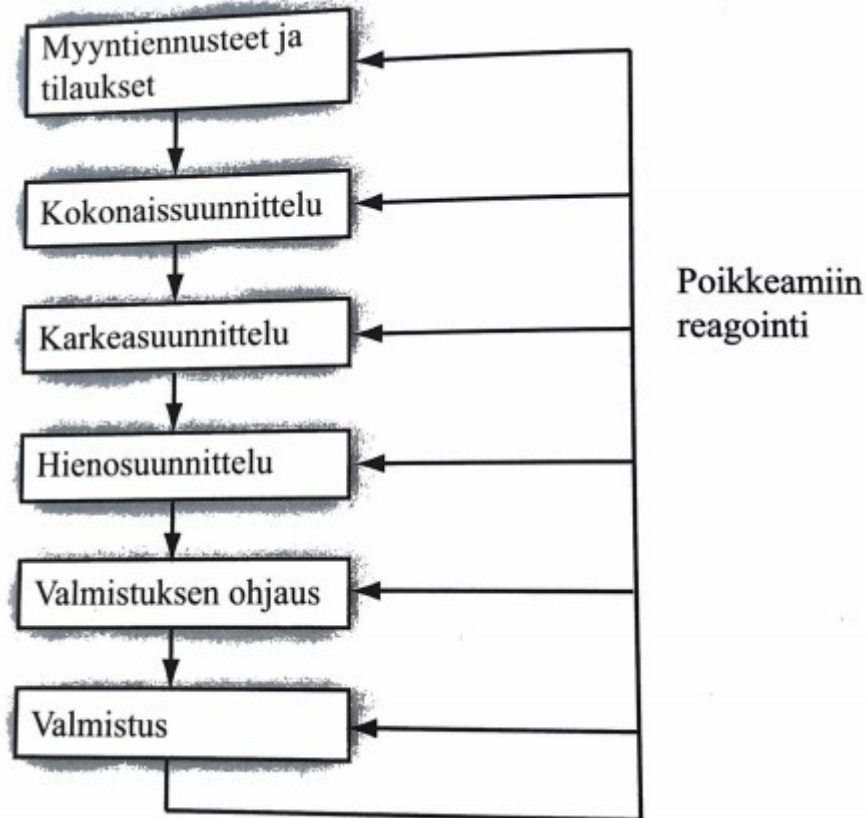 Myyntiennusteet ja
tilaukset
Kokonaissuunnittelu
Karkeasuunnittelu
Poikkeamiin
reagointi
Hienosuunnittelu
Valmistuksen ohjaus
Valmistus